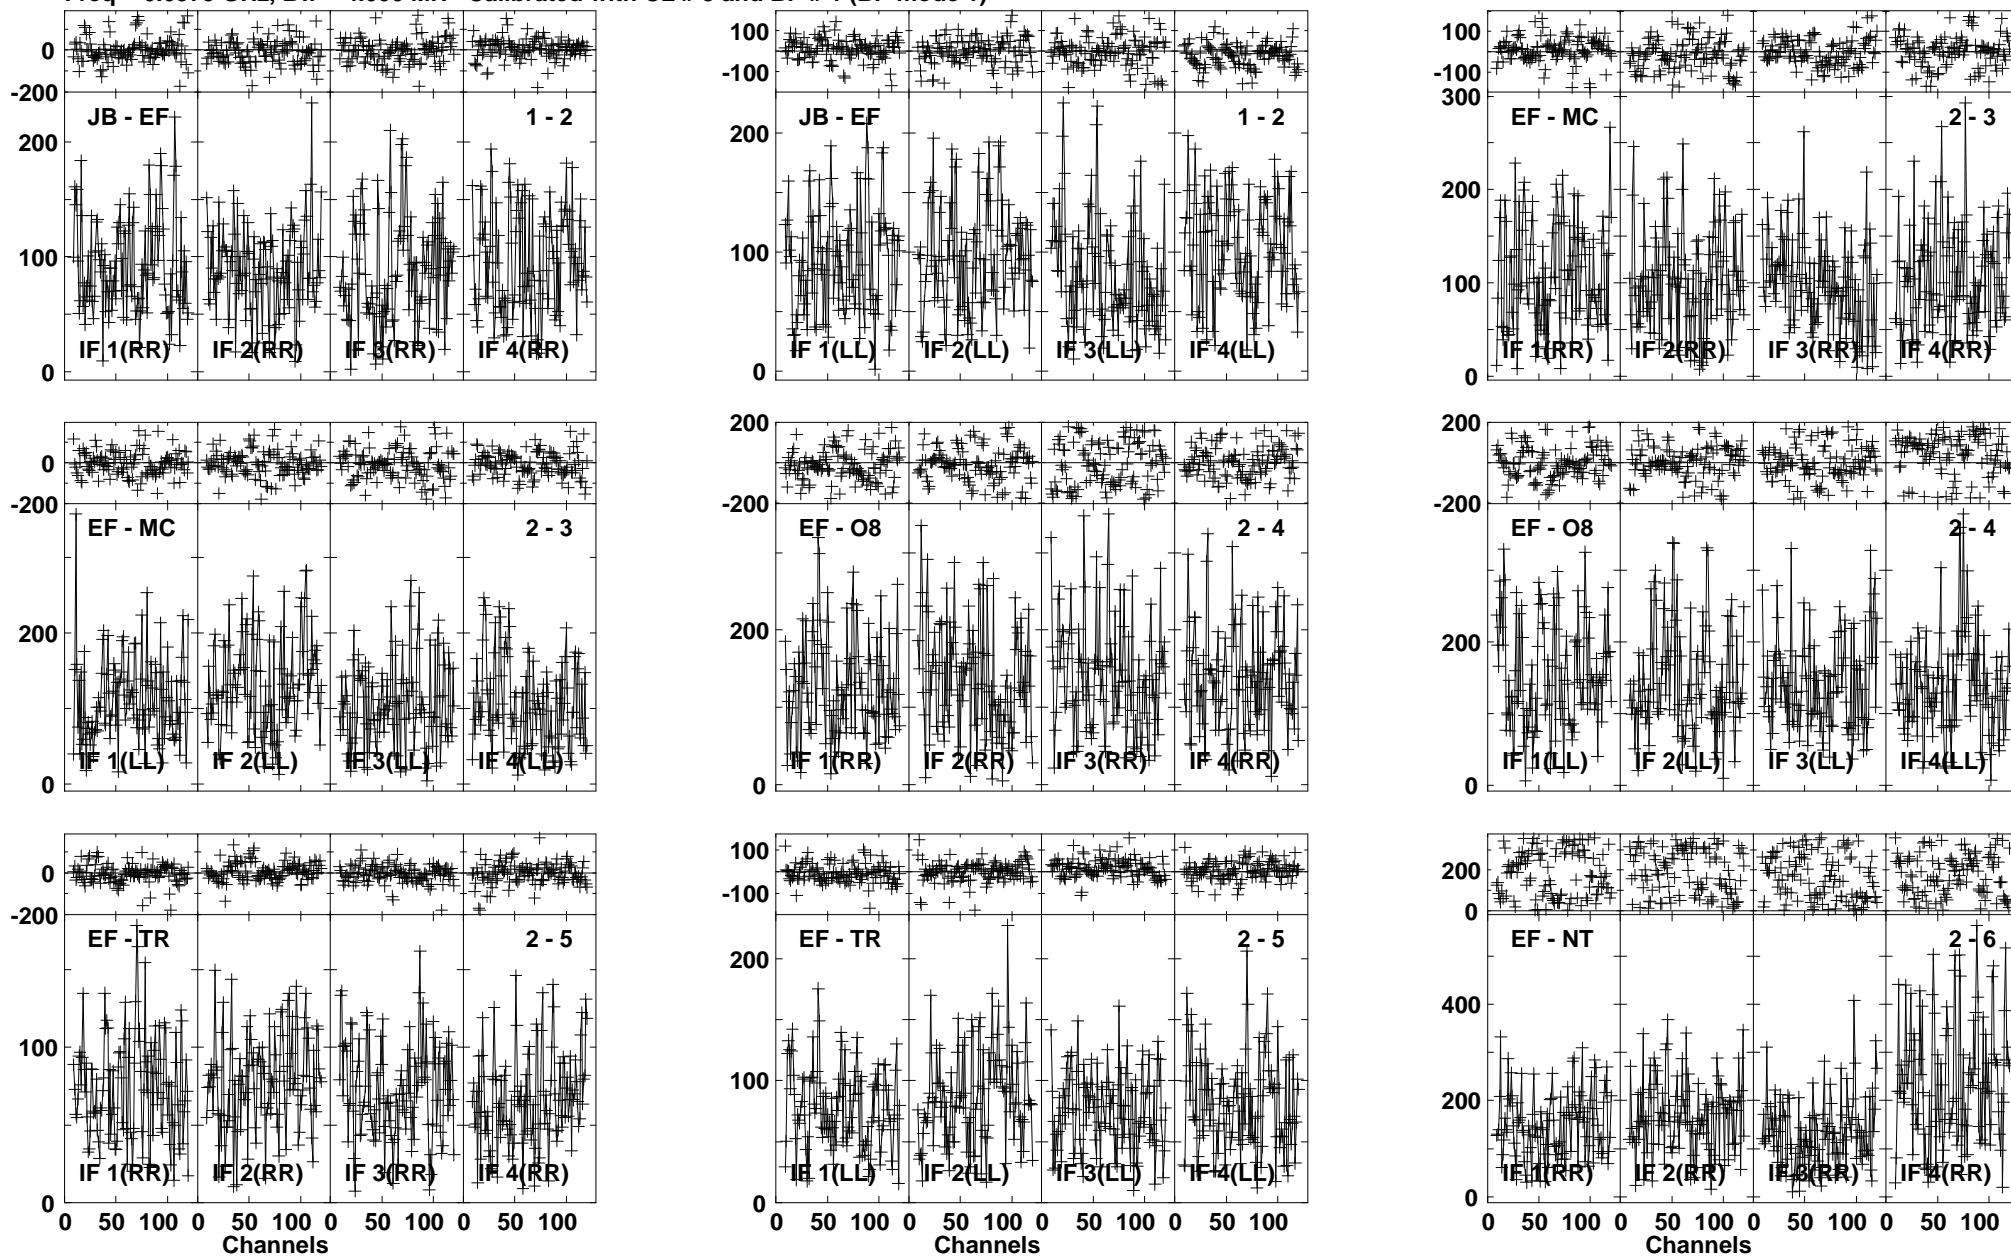 0
-200
JB - EF
1 - 2
200
100
0
IF 1(RR)
IF 2(RR)
IF 3(RR)
IF 4(RR)
100
-100
JB - EF
1 - 2
200
100
0
IF 1(LL)
IF 2(LL)
IF 3(LL)
IF 4(LL)
100
-100
300
EF - MC
2 - 3
200
100
0
IF 1(RR)
IF 2(RR)
IF 3(RR)
IF 4(RR)
0
-200
EF - MC
2 - 3
200
0
IF 1(LL)
IF 2(LL)
IF 3(LL)
IF 4(LL)
200
-200
EF - O8
2 - 4
200
0
IF 1(RR)
IF 2(RR)
IF 3(RR)
IF 4(RR)
200
-200
EF - O8
2 - 4
200
0
IF 1(LL)
IF 2(LL)
IF 3(LL)
IF 4(LL)
0
-200
EF - TR
2 - 5
100
0
IF 1(RR)
IF 2(RR)
IF 3(RR)
IF 4(RR)
0 50 100 0 50 100 0 50 100 0 50 100
Channels
100
-100
EF - TR
2 - 5
200
100
0
IF 1(LL)
IF 2(LL)
IF 3(LL)
IF 4(LL)
0 50 100 0 50 100 0 50 100 0 50 100
Channels
200
0
EF - NT
2 - 6
400
200
0
IF 1(RR)
IF 2(RR)
IF 3(RR)
IF 4(RR)
0 50 100 0 50 100 0 50 100 0 50 100
Channels